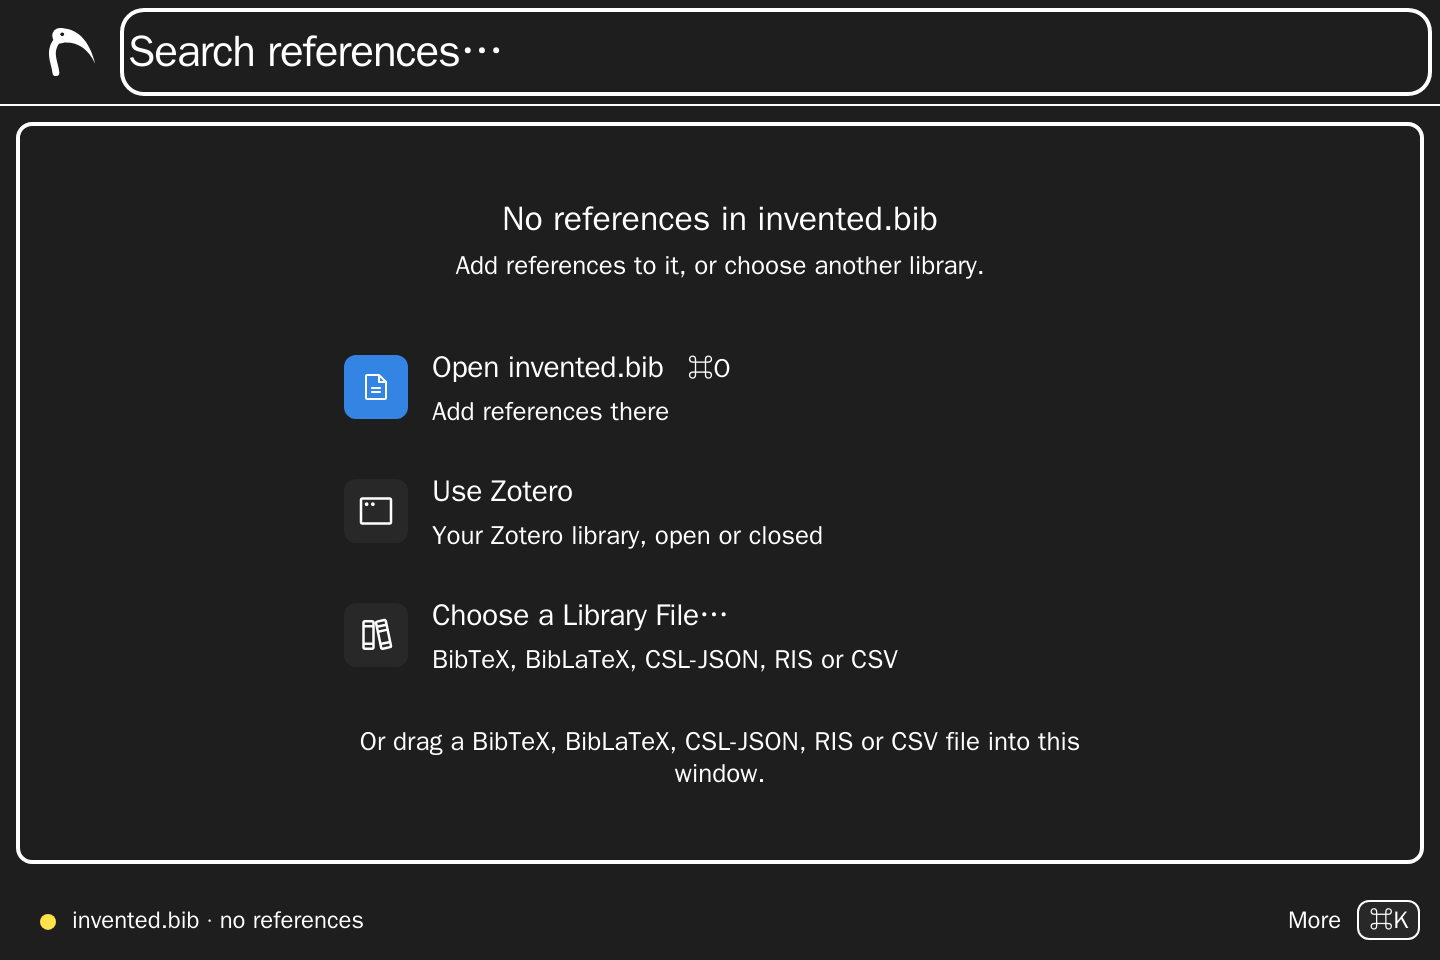 Search references…
No references in invented.bib
Add references to it, or choose another library.
Open invented.bib ⌘O
Add references there
Use Zotero
Your Zotero library, open or closed
Choose a Library File…
BibTeX, BibLaTeX, CSL-JSON, RIS or CSV
Or drag a BibTeX, BibLaTeX, CSL-JSON, RIS or CSV file into this
window.
invented.bib · no references
More ⌘K